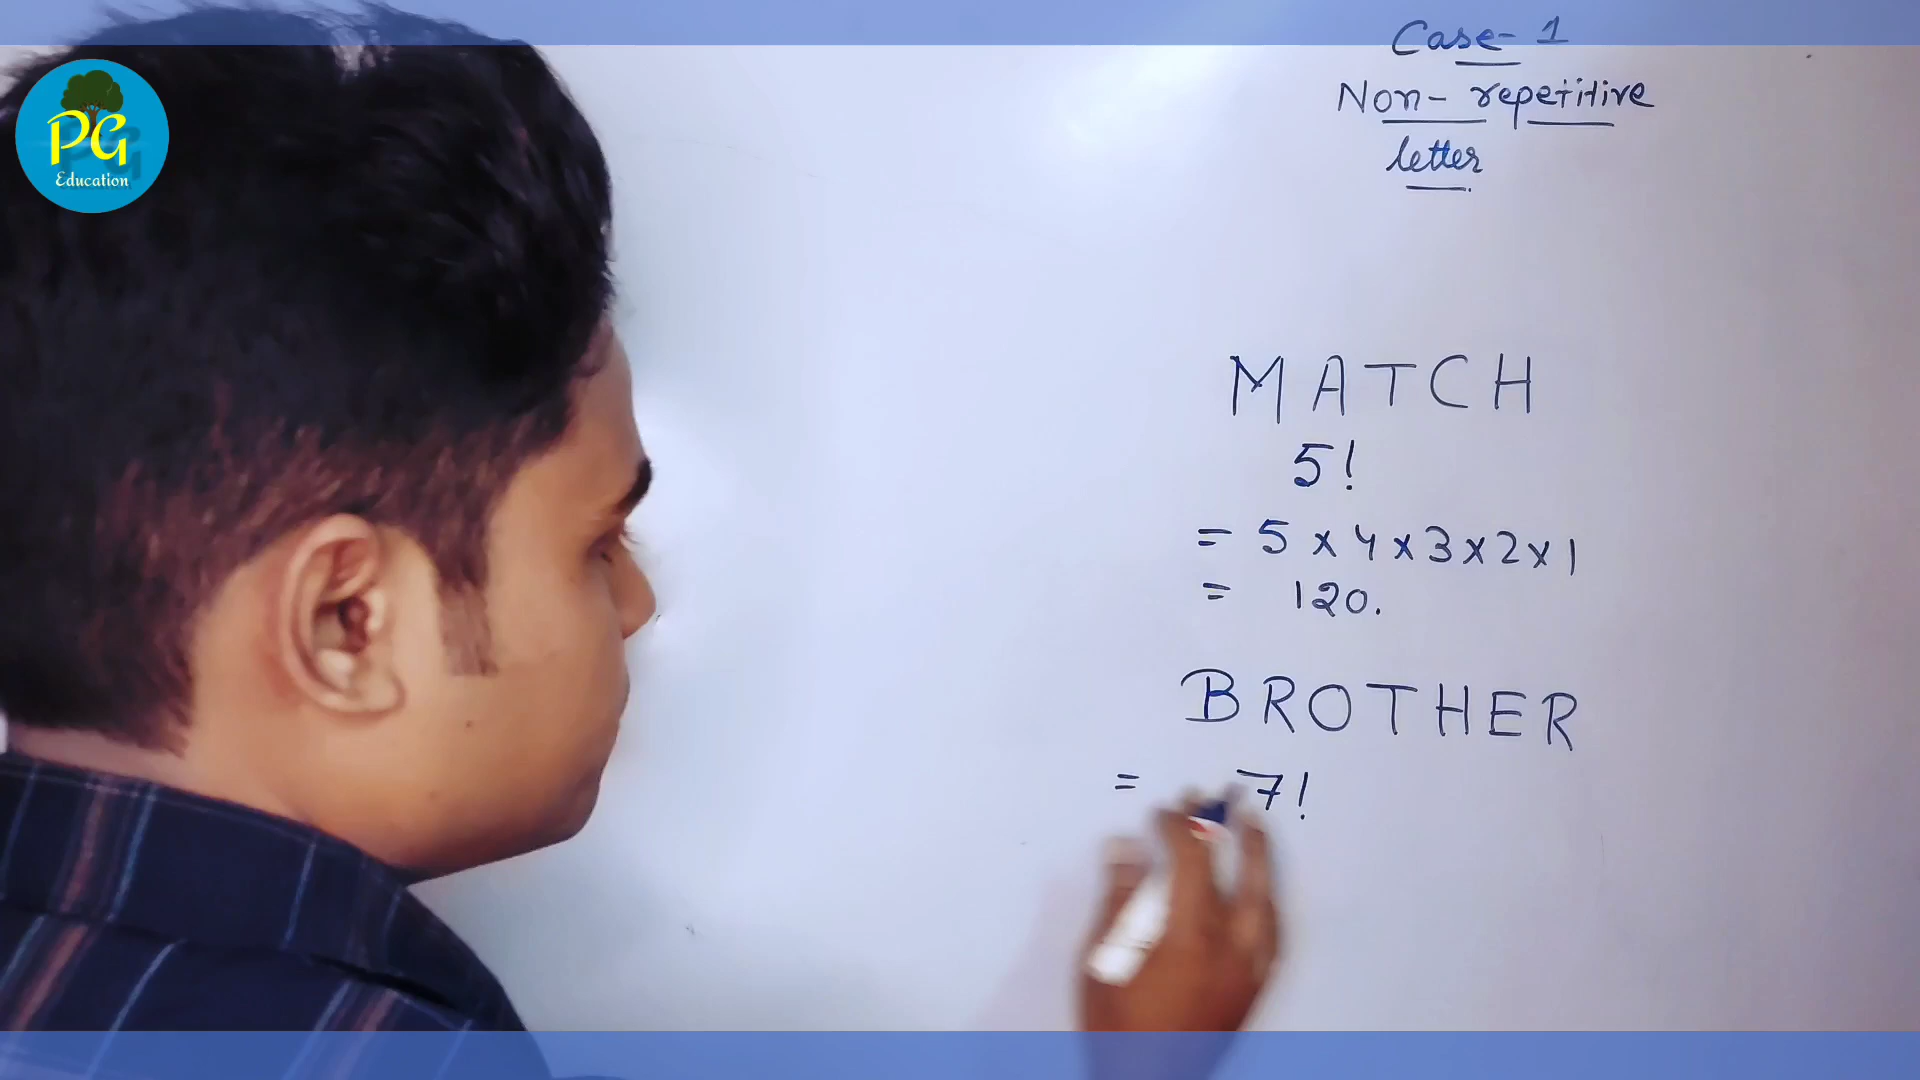 PG
Education
Case- 1
Non- repetitive
letter
MATCH
5!
= 5 x 4 x 3 x 2 x 1
= 120.
BROTHER
= 7!